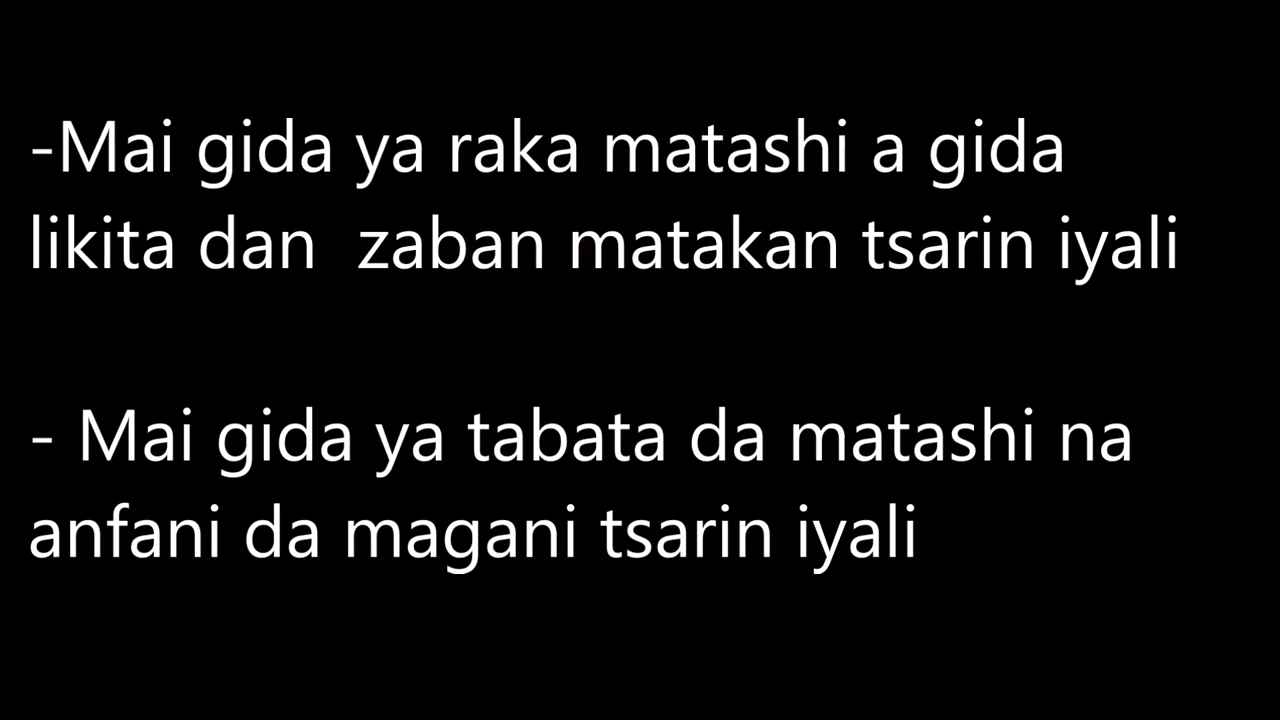 -Mai gida ya raka matashi a gida
likita dan  zaban matakan tsarin iyali
- Mai gida ya tabata da matashi na
anfani da magani tsarin iyali